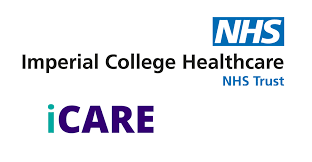 NHS
Imperial College Healthcare
NHS Trust
iCARE